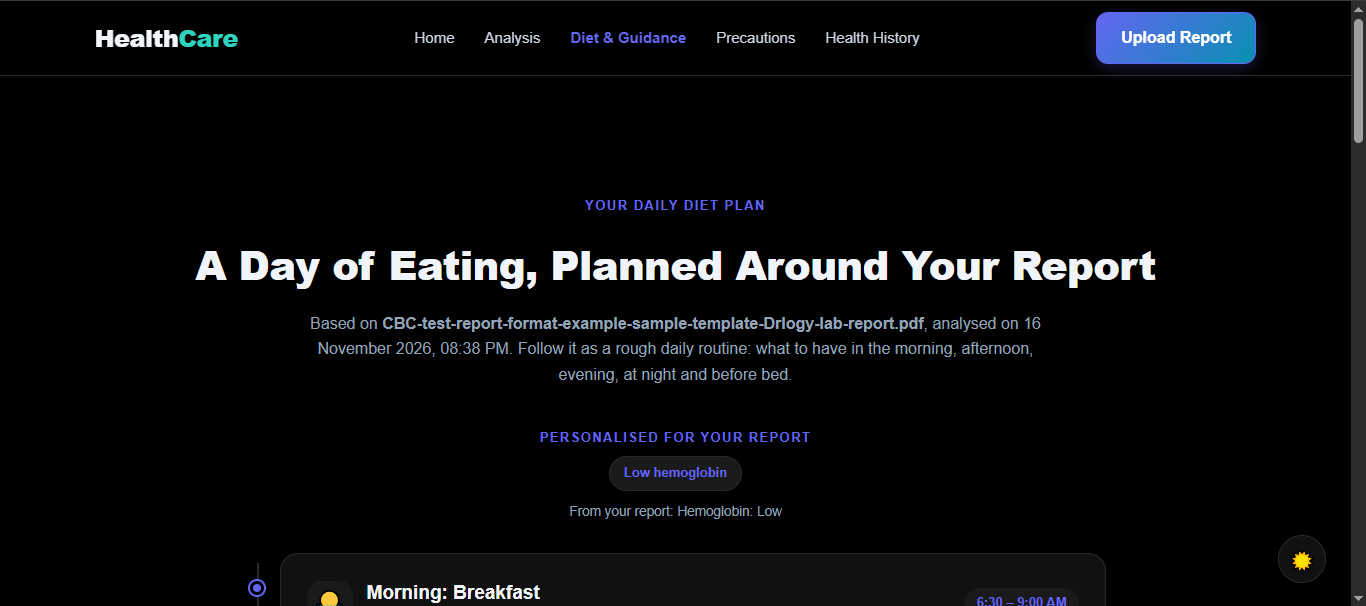 HealthCare
Home
Analysis
Diet & Guidance
Precautions
Health History
Upload Report
YOUR DAILY DIET PLAN
A Day of Eating, Planned Around Your Report
Based on CBC-test-report-format-example-sample-template-Drlogy-lab-report.pdf, analysed on 16
November 2026, 08:38 PM. Follow it as a rough daily routine: what to have in the morning, afternoon,
evening, at night and before bed.
PERSONALISED FOR YOUR REPORT
Low hemoglobin
From your report: Hemoglobin: Low
Morning: Breakfast
6:30 – 9:00 AM